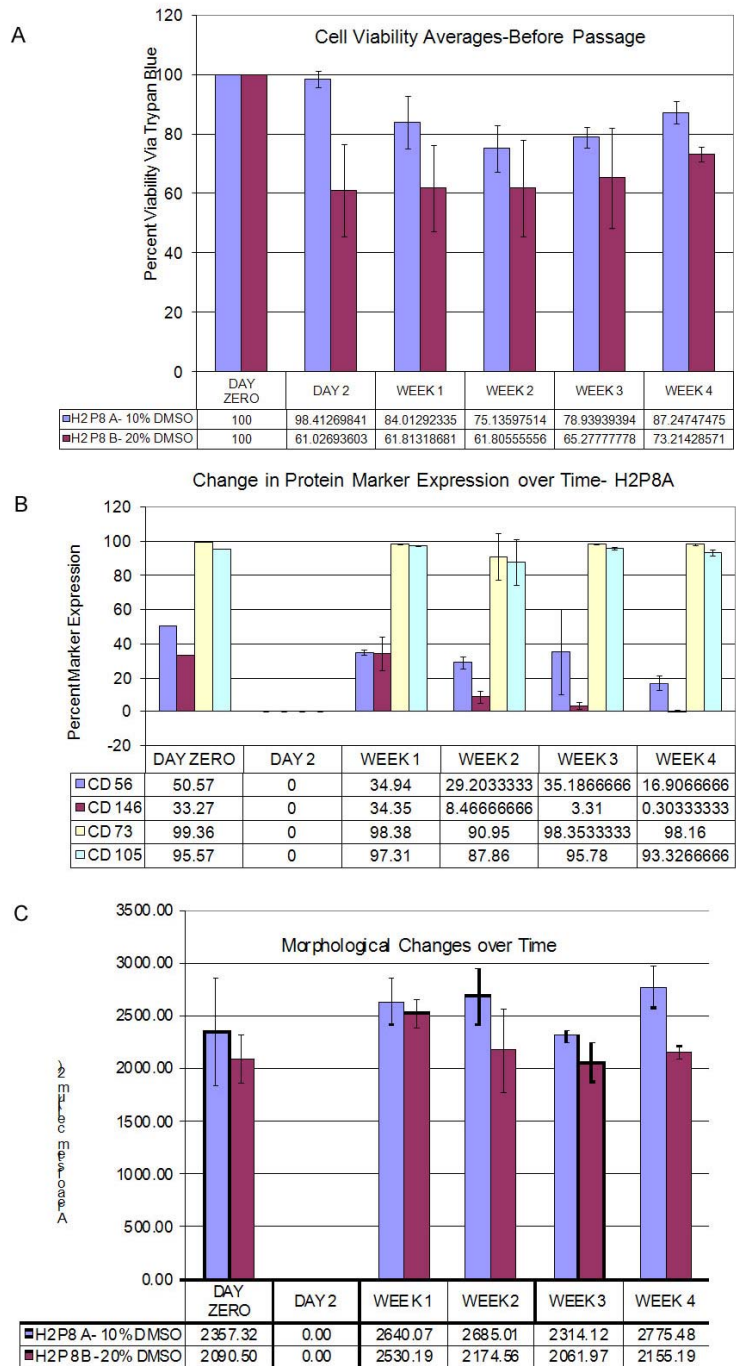 A
Cell Viability Averages-Before Passage
Percent Viability Via Trypan Blue
120
100
80
60
40
20
0
DAY ZERO DAY 2 WEEK 1 WEEK 2 WEEK 3 WEEK 4
H2P8 A- 10% DMSO 100 98.41269841 84.01292335 75.13597514 78.93939394 87.24747475
H2P8 B- 20% DMSO 100 61.02693603 61.81318681 61.80555556 65.27777778 73.21428571
Change in Protein Marker Expression over Time- H2P8A
B
Percent Marker Expression
120
100
80
60
40
20
0
-20
DAY ZERO DAY 2 WEEK 1 WEEK 2 WEEK 3 WEEK 4
CD 56 50.57 0 34.94 29.2033333 35.1866666 16.9066666
CD 146 33.27 0 34.35 8.46666666 3.31 0.30333333
CD 73 99.36 0 98.38 90.95 98.3533333 98.16
CD 105 95.57 0 97.31 87.86 95.78 93.3266666
C
Morphological Changes over Time
3500.00
3000.00
2500.00
2000.00
1500.00
1000.00
500.00
0.00
DAY ZERO DAY 2 WEEK 1 WEEK2 WEEK 3 WEEK 4
H2P8 A- 10% DMSO 2357.32 0.00 2640.07 2685.01 2314.12 2775.48
H2P8B-20% DMSO 2090.50 0.00 2530.19 2174.56 2061.97 2155.19